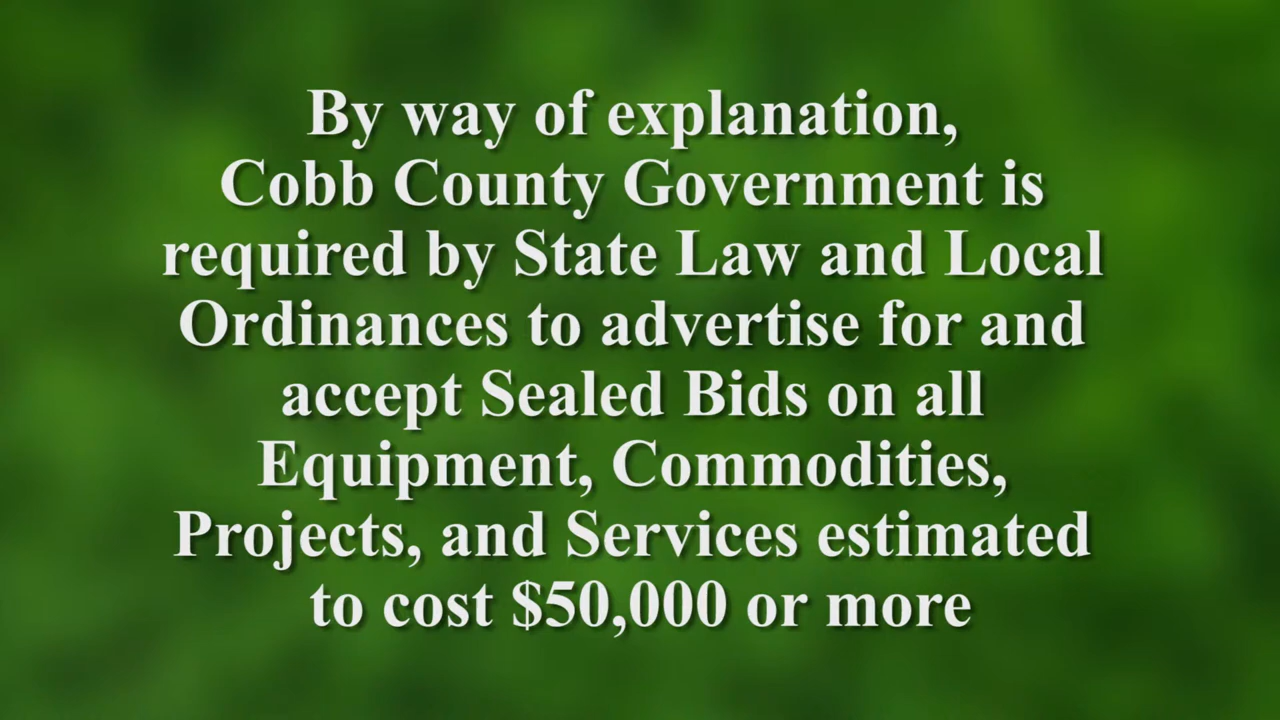 By way of explanation,
Cobb County Government is
required by State Law and Local
Ordinances to advertise for and
accept Sealed Bids on all
Equipment, Commodities,
Projects, and Services estimated
to cost $50,000 or more